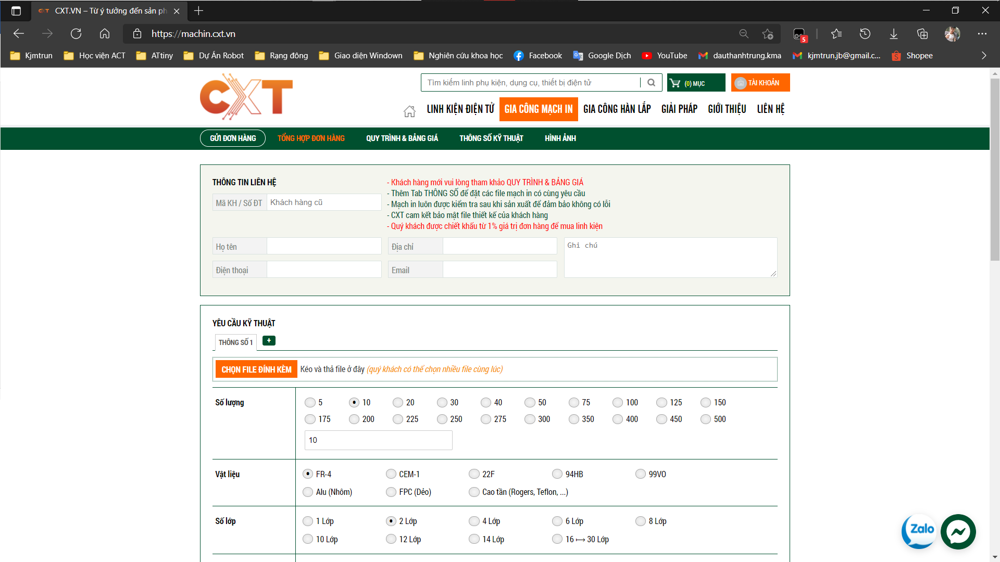 CXT.VN – Từ ý tưởng đến sản ph
https://machin.cxt.vn
5
Kjmtrun
Học viện ACT
ATtiny
Dự Án Robot
Rạng đông
Giao diện Window
Nghiên cứu khoa học
Facebook
Google Dịch
YouTube
dauthanhtrung.kma
kjmtrun.jb@gmail.c...
Shopee
CXT
Tìm kiếm linh phụ kiện, dụng cụ, thiết bị điện tử
(0) MỤC
TÀI KHOẢN
LINH KIỆN ĐIỆN TỬ
GIA CÔNG MẠCH IN
GIA CÔNG HÀN LẮP
GIẢI PHÁP
GIỚI THIỆU
LIÊN HỆ
GỬI ĐƠN HÀNG
TỔNG HỢP ĐƠN HÀNG
QUY TRÌNH & BẢNG GIÁ
THÔNG SỐ KỸ THUẬT
HÌNH ẢNH
THÔNG TIN LIÊN HỆ
Mã KH / Số ĐT
Khách hàng cũ
- Khách hàng mới vui lòng tham khảo QUY TRÌNH & BẢNG GIÁ
- Thêm Tab THÔNG SỐ để đặt các file mạch in có cùng yêu cầu
- Mạch in luôn được kiểm tra sau khi sản xuất để đảm bảo không có lỗi
- CXT cam kết bảo mật file thiết kế của khách hàng
- Quý khách được chiết khấu từ 1% giá trị đơn hàng để mua linh kiện
Họ tên
Địa chỉ
Ghi chú
Điện thoại
Email
YÊU CẦU KỸ THUẬT
THÔNG SỐ 1
+
CHỌN FILE ĐÍNH KÈM
Kéo và thả file ở đây (quý khách có thể chọn nhiều file cùng lúc)
Số lượng
5 10 20 30 40 50 75 100 125 150
175 200 225 250 275 300 350 400 450 500
10
Vật liệu
FR-4 CEM-1 22F 94HB 99VO
Alu (Nhôm) FPC (Dẻo) Cao tần (Rogers, Teflon, ...)
Số lớp
1 Lớp 2 Lớp 4 Lớp 6 Lớp 8 Lớp
10 Lớp 12 Lớp 14 Lớp 16 ⟼ 30 Lớp
Zalo